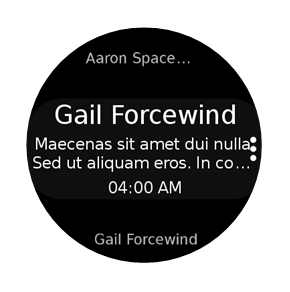 Aaron Space...
Gail Forcewind
Maecenas sit amet dui nulla
Sed ut aliquam eros. In co...
04:00 AM
Gail Forcewind